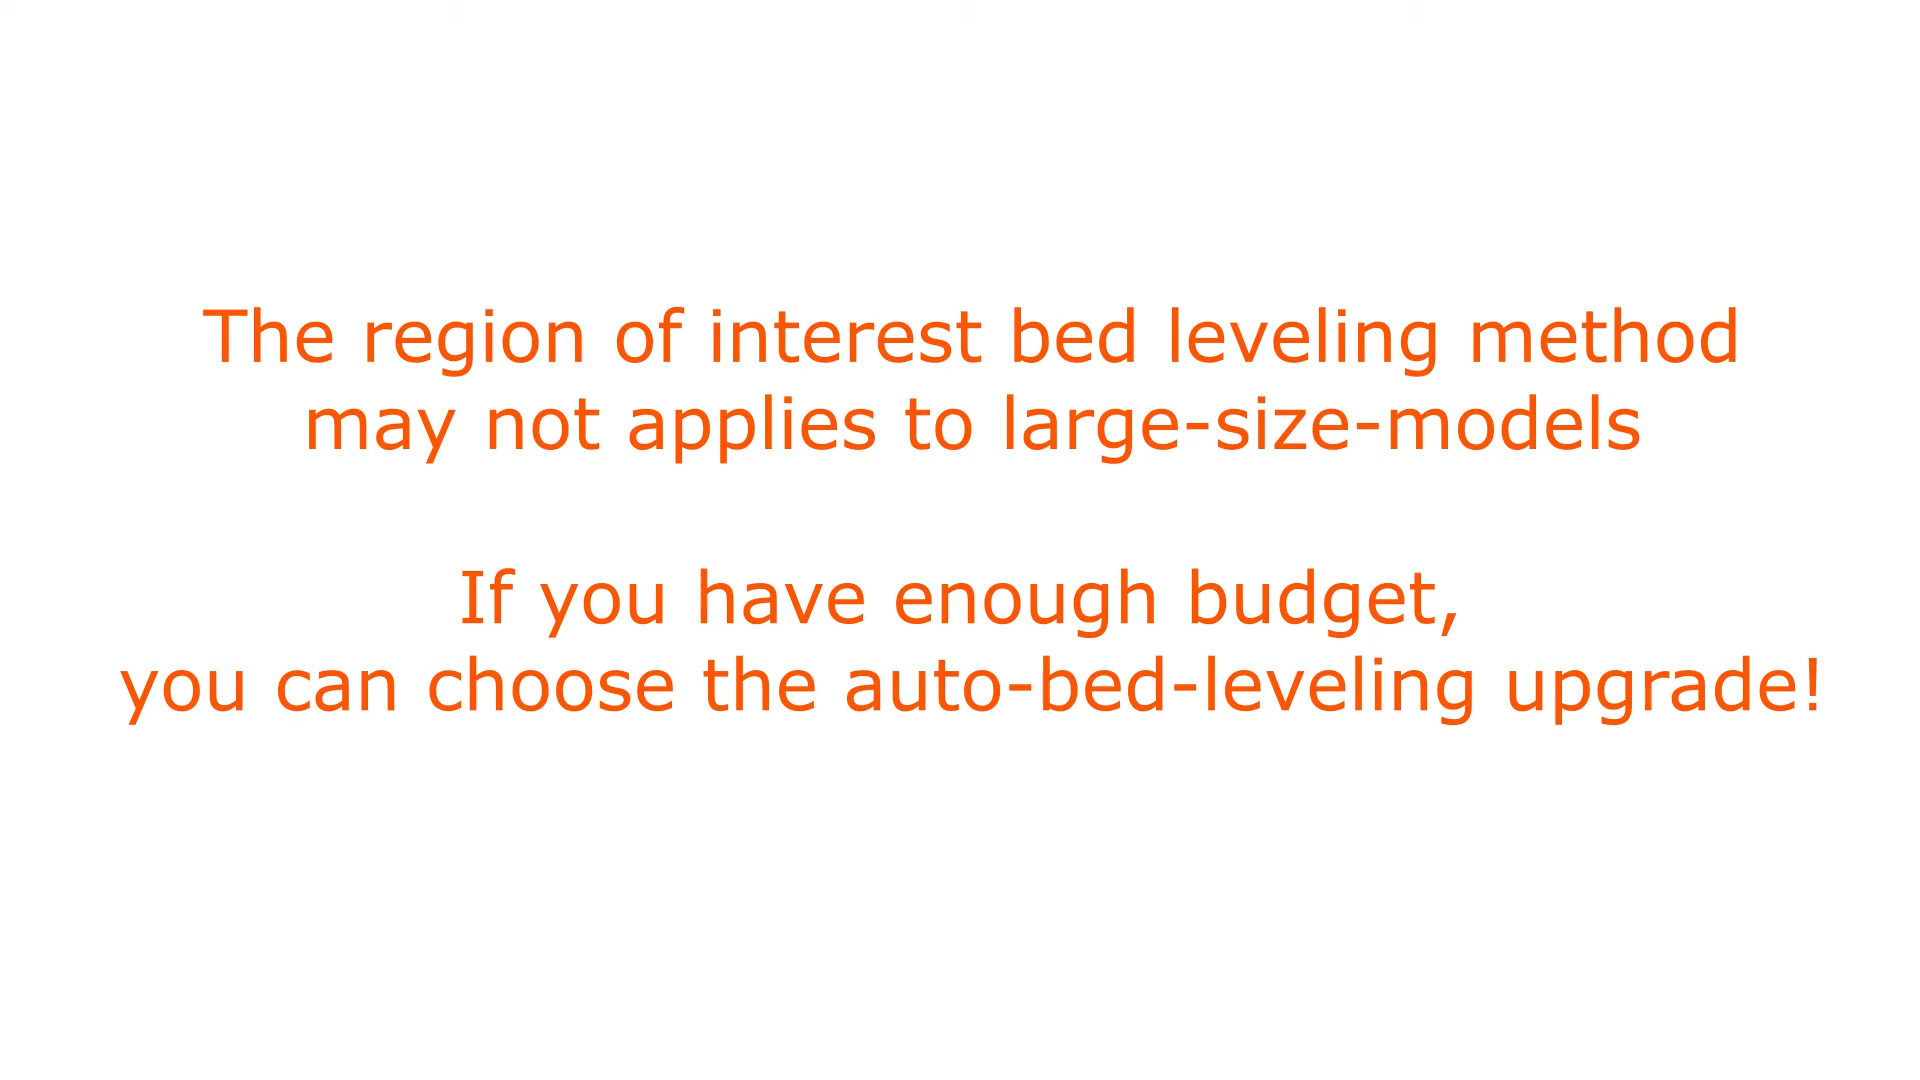 The region of interest bed leveling method
may not applies to large-size-models
If you have enough budget,
you can choose the auto-bed-leveling upgrade!